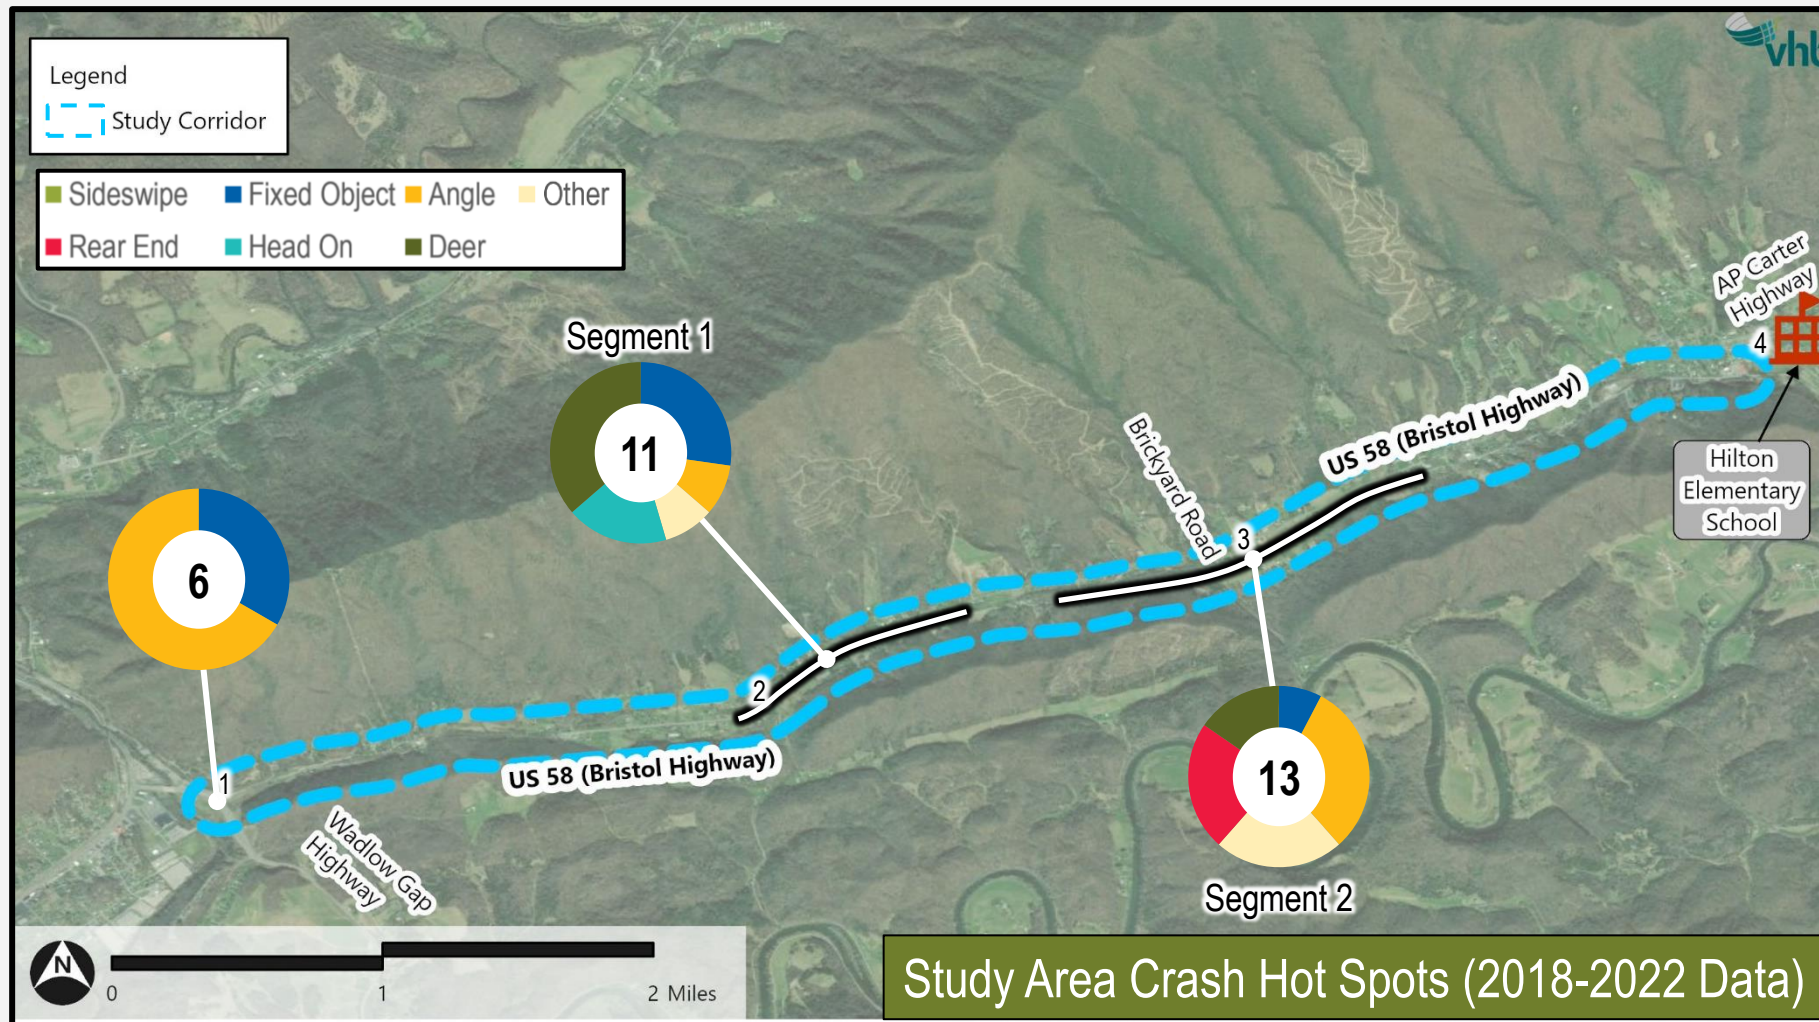 vhb
Legend
Study Corridor
Sideswipe Fixed Object Angle Other
Rear End Head On Deer
AP Carter
Highway
4
Segment 1
11
US 58 (Bristol Highway)
Brickyard Road
Hilton
Elementary
School
3
6
2
1
US 58 (Bristol Highway)
13
Wadlow Gap
Highway
Segment 2
N
0 1 2 Miles
Study Area Crash Hot Spots (2018-2022 Data)